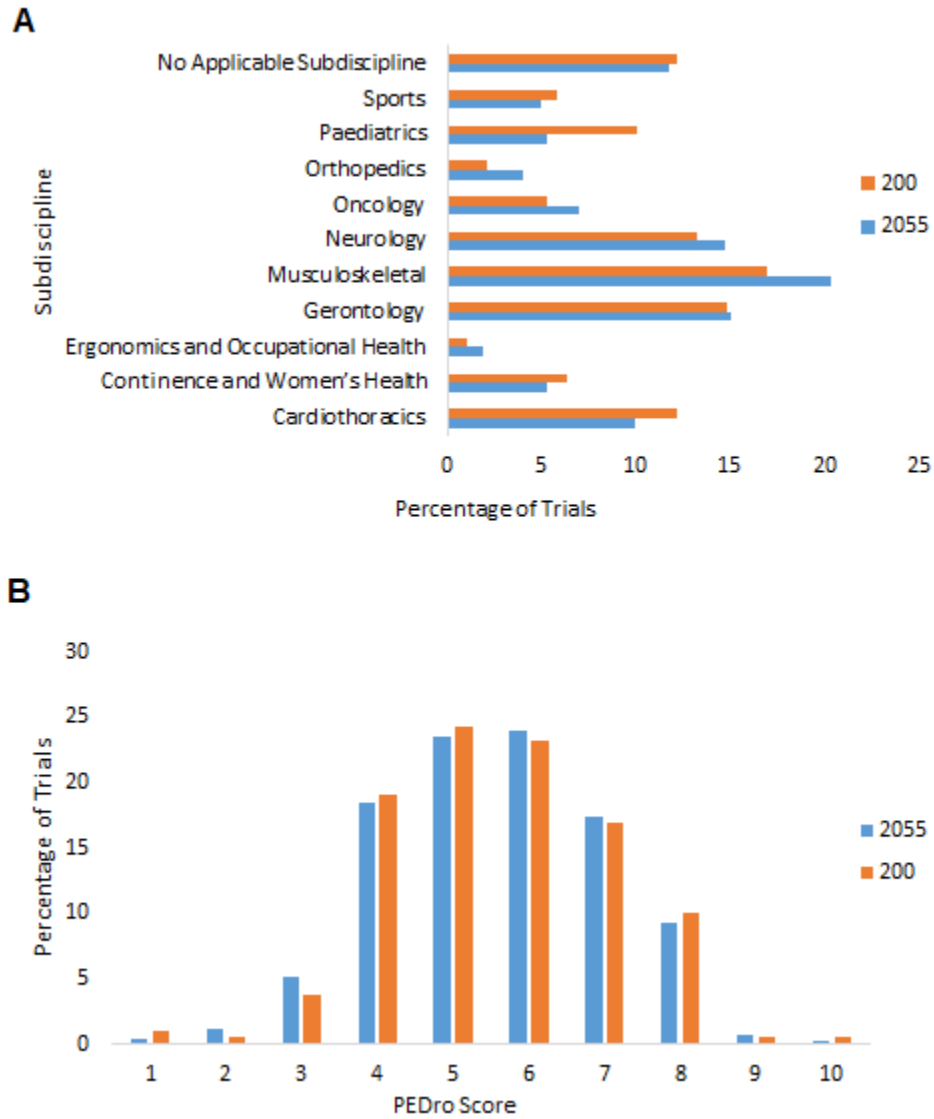 A
No Applicable Subdiscipline
Sports
Paediatrics
Orthopedics
Oncology
Neurology
Musculoskeletal
Gerontology
Ergonomics and Occupational Health
Continence and Women's Health
Cardiothoracics
Subdiscipline
0 5 10 15 20 25
Percentage of Trials
200
2055
B
30
25
20
15
10
5
0
Percentage of Trials
1 2 3 4 5 6 7 8 9 10
PEDro Score
2055
200